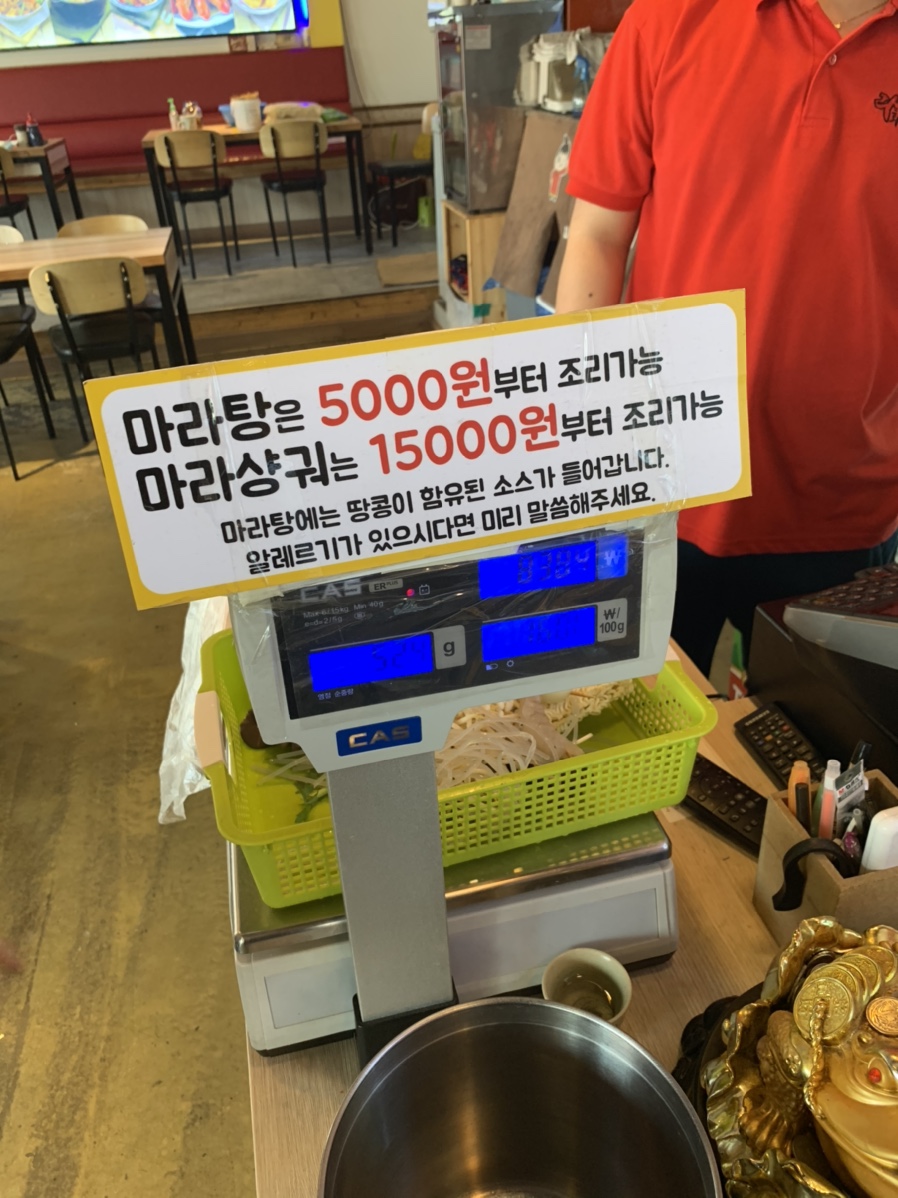 마라탕은 5000원부터 조리가능
마라샹궈는 15000원부터 조리가능
마라탕에는 땅콩이 함유된 소스가 들어갑니다.
알레르기가 있으시다면 미리 말씀해주세요.
CAS
ER
₩
g
₩/
100g
CAS